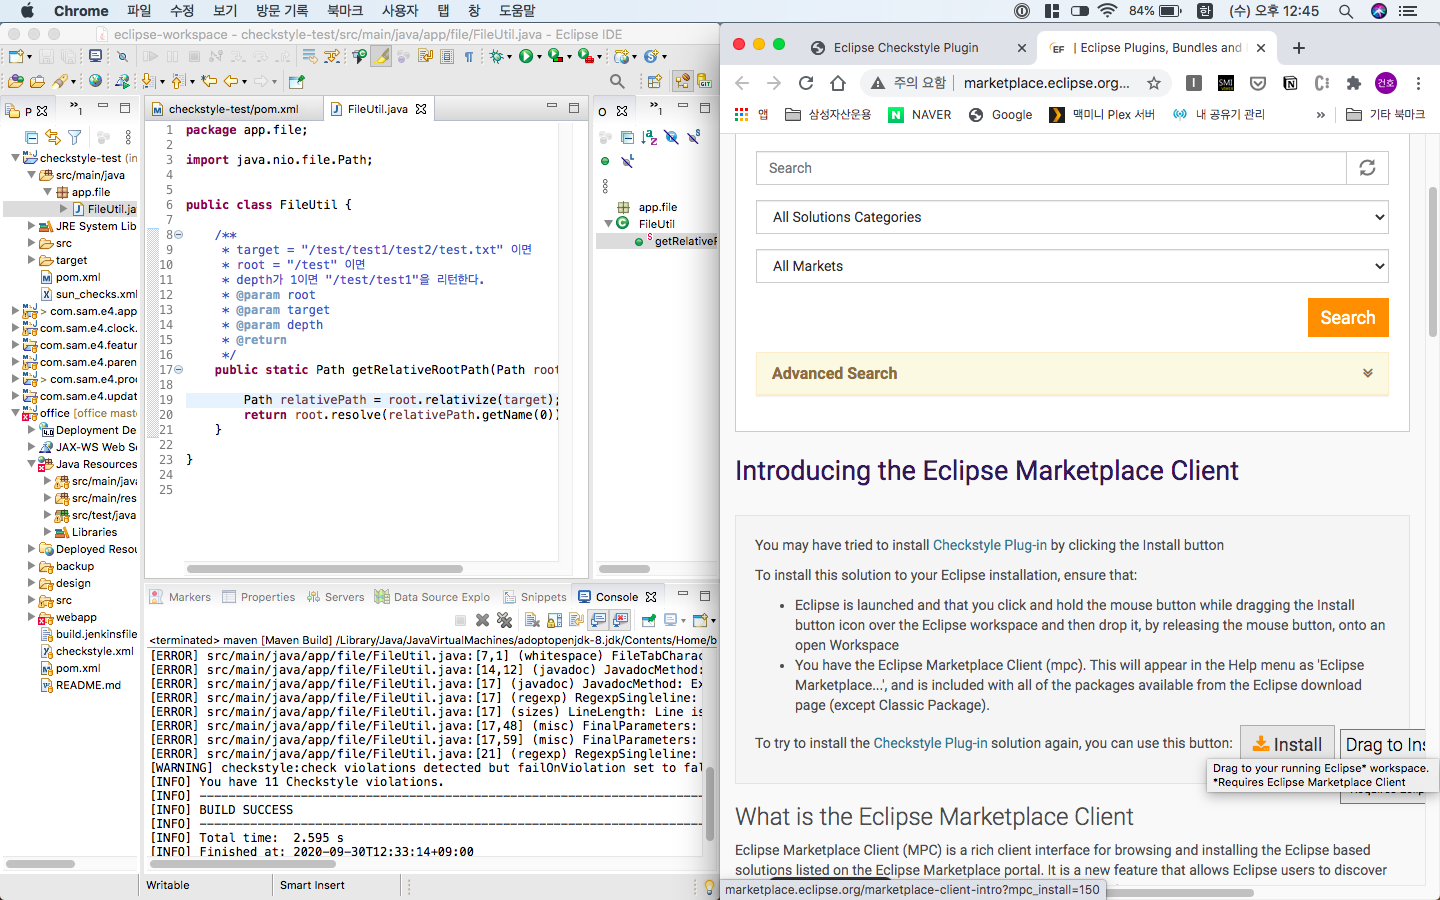 Chrome 파일 수정 보기 방문 기록 북마크 사용자 탭 창 도움말 84% 한 (수) 오후 12:45
eclipse-workspace - checkstyle-test/src/main/java/app/file/FileUtil.java - Eclipse IDE
P
1
checkstyle-test (in
src/main/java
app.file
FileUtil.ja
JRE System Lib
src
target
pom.xml
sun_checks.xml
> com.sam.e4.app
com.sam.e4.clock.
com.sam.e4.featur
com.sam.e4.paren
> com.sam.e4.pro
com.sam.e4.updat
office [office mast
Deployment De
JAX-WS Web Se
Java Resources
src/main/java
src/main/res
src/test/java
Libraries
Deployed Resou
backup
design
src
webapp
build.jenkinsfile
checkstyle.xml
pom.xml
README.md
checkstyle-test/pom.xml FileUtil.java
1 package app.file;
2
3 import java.nio.file.Path;
4
5
6 public class FileUtil {
7
8 /**
9 * target = "/test/test1/test2/test.txt" 이면
10 * root = "/test" 이면
11 * depth가 1이면 "/test/test1"을 리턴한다.
12 * @param root
13 * @param target
14 * @param depth
15 * @return
16 */
17 public static Path getRelativeRootPath(Path root
18
19 Path relativePath = root.relativize(target);
20 return root.resolve(relativePath.getName(0))
21 }
22
23 }
24
25
O
1
app.file
FileUtil
getRelativeF
Markers Properties Servers Data Source Explo Snippets Console
<terminated> maven [Maven Build] /Library/Java/JavaVirtualMachines/adoptopenjdk-8.jdk/Contents/Home/b
[ERROR] src/main/java/app/file/FileUtil.java:[7,1] (whitespace) FileTabCharac
[ERROR] src/main/java/app/file/FileUtil.java:[14,12] (javadoc) JavadocMethod:
[ERROR] src/main/java/app/file/FileUtil.java:[17] (javadoc) JavadocMethod: Ex
[ERROR] src/main/java/app/file/FileUtil.java:[17] (regexp) RegexpSingleline:
[ERROR] src/main/java/app/file/FileUtil.java:[17] (sizes) LineLength: Line is
[ERROR] src/main/java/app/file/FileUtil.java:[17,48] (misc) FinalParameters:
[ERROR] src/main/java/app/file/FileUtil.java:[17,59] (misc) FinalParameters:
[ERROR] src/main/java/app/file/FileUtil.java:[21] (regexp) RegexpSingleline:
[WARNING] checkstyle:check violations detected but failOnViolation set to fal
[INFO] You have 11 Checkstyle violations.
[INFO] ------------------------------------------------------------------------
[INFO] BUILD SUCCESS
[INFO] ------------------------------------------------------------------------
[INFO] Total time: 2.595 s
[INFO] Finished at: 2020-09-30T12:33:14+09:00
Writable Smart Insert
Eclipse Checkstyle Plugin EF | Eclipse Plugins, Bundles and
주의 요함 marketplace.eclipse.org... 건호
앱 삼성자산운용 NAVER Google 맥미니 Plex 서버 내 공유기 관리 » 기타 북마크
Search
All Solutions Categories
All Markets
Search
Advanced Search
Introducing the Eclipse Marketplace Client
You may have tried to install Checkstyle Plug-in by clicking the Install button
To install this solution to your Eclipse installation, ensure that:
• Eclipse is launched and that you click and hold the mouse button while dragging the Install
button icon over the Eclipse workspace and then drop it, by releasing the mouse button, onto an
open Workspace
• You have the Eclipse Marketplace Client (mpc). This will appear in the Help menu as 'Eclipse
Marketplace...', and is included with all of the packages available from the Eclipse download
page (except Classic Package).
To try to install the Checkstyle Plug-in solution again, you can use this button: Install Drag to Ins
Drag to your running Eclipse* workspace.
*Requires Eclipse Marketplace Client
What is the Eclipse Marketplace Client
Eclipse Marketplace Client (MPC) is a rich client interface for browsing and installing the Eclipse based
solutions listed on the Eclipse Marketplace portal. It is a new feature that allows Eclipse users to discover
marketplace.eclipse.org/marketplace-client-intro?mpc_install=150